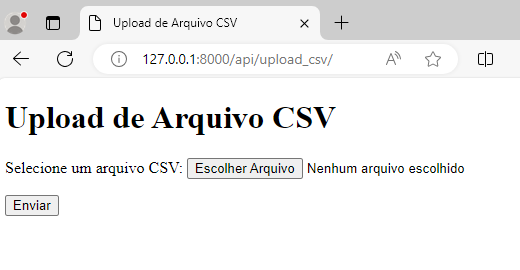 Upload de Arquivo CSV
127.0.0.1:8000/api/upload_csv/
Upload de Arquivo CSV
Selecione um arquivo CSV: Escolher Arquivo Nenhum arquivo escolhido
Enviar